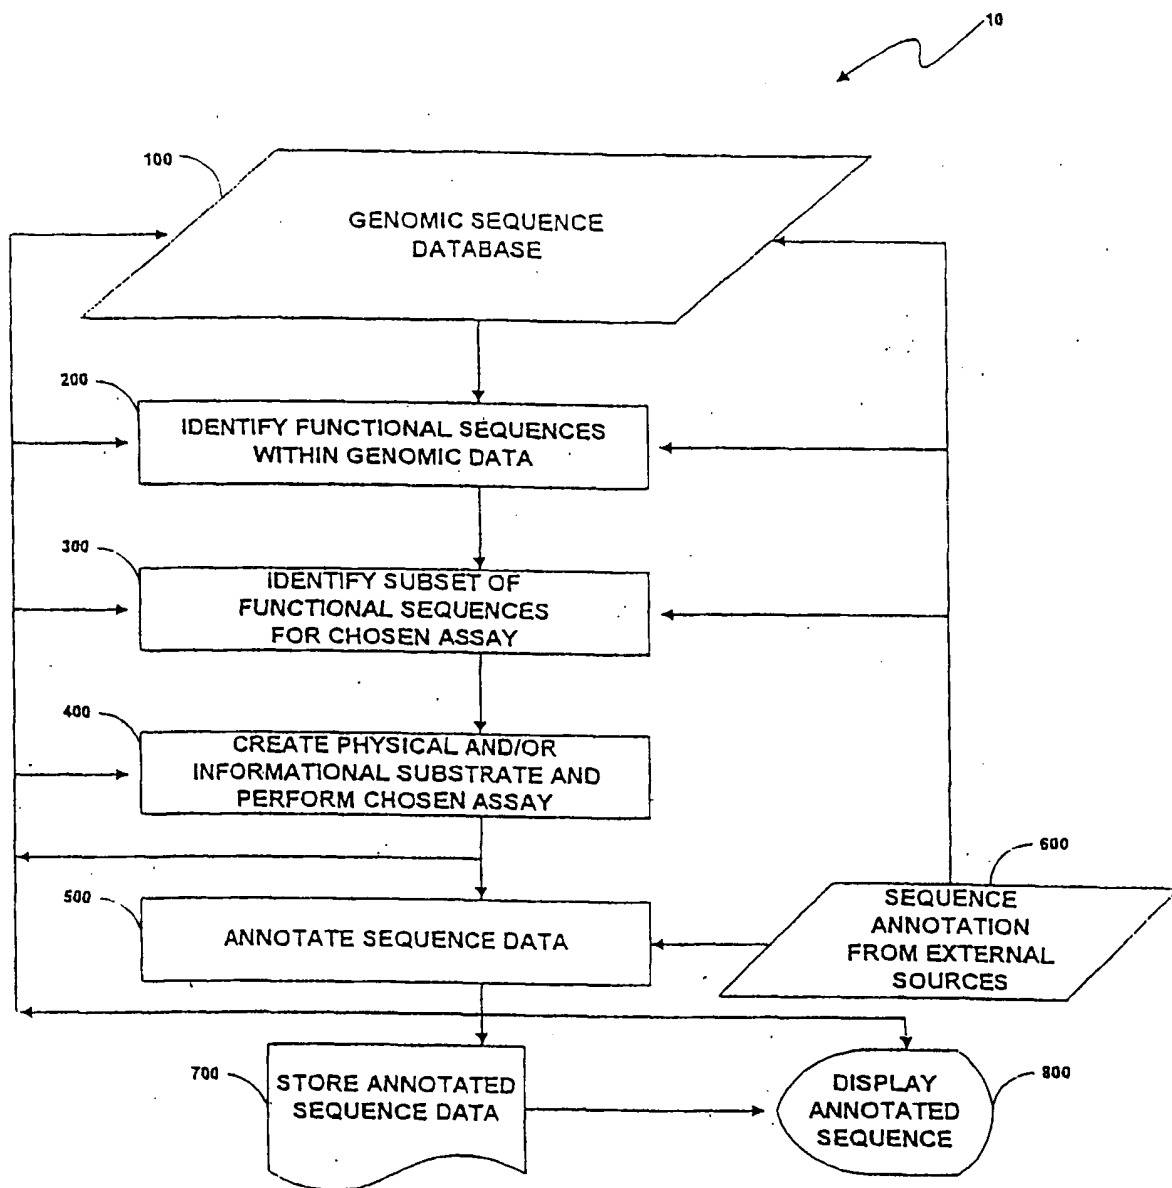 10
100
GENOMIC SEQUENCE
DATABASE
200
IDENTIFY FUNCTIONAL SEQUENCES
WITHIN GENOMIC DATA
300
IDENTIFY SUBSET OF
FUNCTIONAL SEQUENCES
FOR CHOSEN ASSAY
400
CREATE PHYSICAL AND/OR
INFORMATIONAL SUBSTRATE AND
PERFORM CHOSEN ASSAY
500
ANNOTATE SEQUENCE DATA
600
SEQUENCE
ANNOTATION
FROM EXTERNAL
SOURCES
700
STORE ANNOTATED
SEQUENCE DATA
800
DISPLAY
ANNOTATED
SEQUENCE